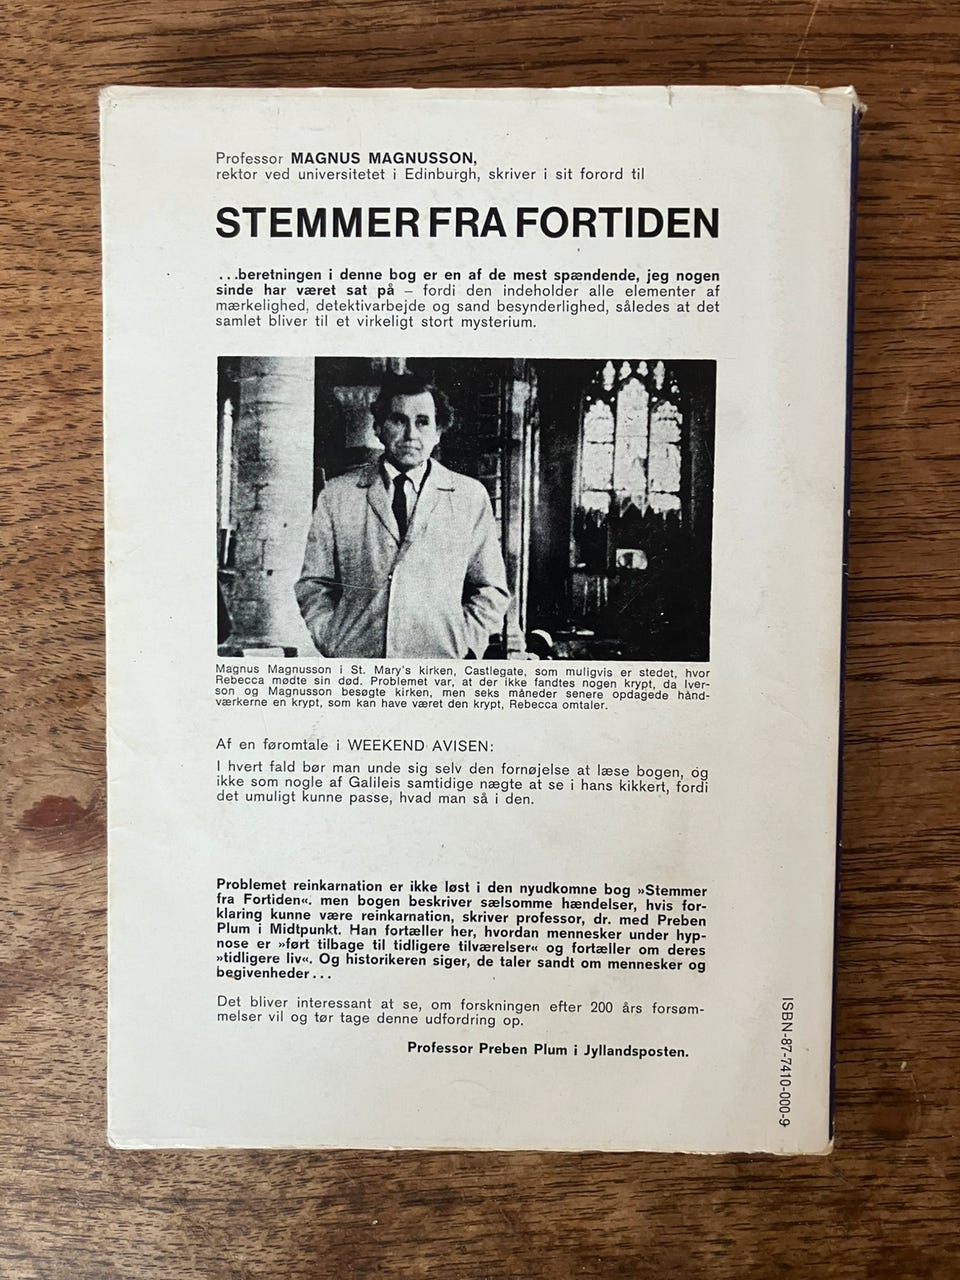 Professor MAGNUS MAGNUSSON,
rektor ved universitetet i Edinburgh, skriver i sit forord til
STEMMER FRA FORTIDEN
...beretningen i denne bog er en af de mest spændende, jeg nogen
sinde har været sat på – fordi den indeholder alle elementer af
mærkelighed, detektivarbejde og sand besynderlighed, således at det
samlet bliver til et virkeligt stort mysterium.
Magnus Magnusson i St. Mary's kirken, Castlegate, som muligvis er stedet, hvor
Rebecca mødte sin død. Problemet var, at der ikke fandtes nogen krypt, da Iver-
son og Magnusson besøgte kirken, men seks måneder senere opdagede hånd-
værkerne en krypt, som kan have været den krypt, Rebecca omtaler.
Af en føromtale i WEEKEND AVISEN:
I hvert fald bør man unde sig selv den fornøjelse at læse bogen, og
ikke som nogle af Galileis samtidige nægte at se i hans kikkert, fordi
det umuligt kunne passe, hvad man så i den.
Problemet reinkarnation er ikke løst i den nyudkomne bog »Stemmer
fra Fortiden«. men bogen beskriver sælsomme hændelser, hvis for-
klaring kunne være reinkarnation, skriver professor, dr. med Preben
Plum i Midtpunkt. Han fortæller her, hvordan mennesker under hyp-
nose er »ført tilbage til tidligere tilværelser« og fortæller om deres
»tidligere liv«. Og historikeren siger, de taler sandt om mennesker og
begivenheder...
Det bliver interessant at se, om forskningen efter 200 års forsøm-
melser vil og tør tage denne udfordring op.
Professor Preben Plum i Jyllandsposten.
ISBN-87-7410-000-9